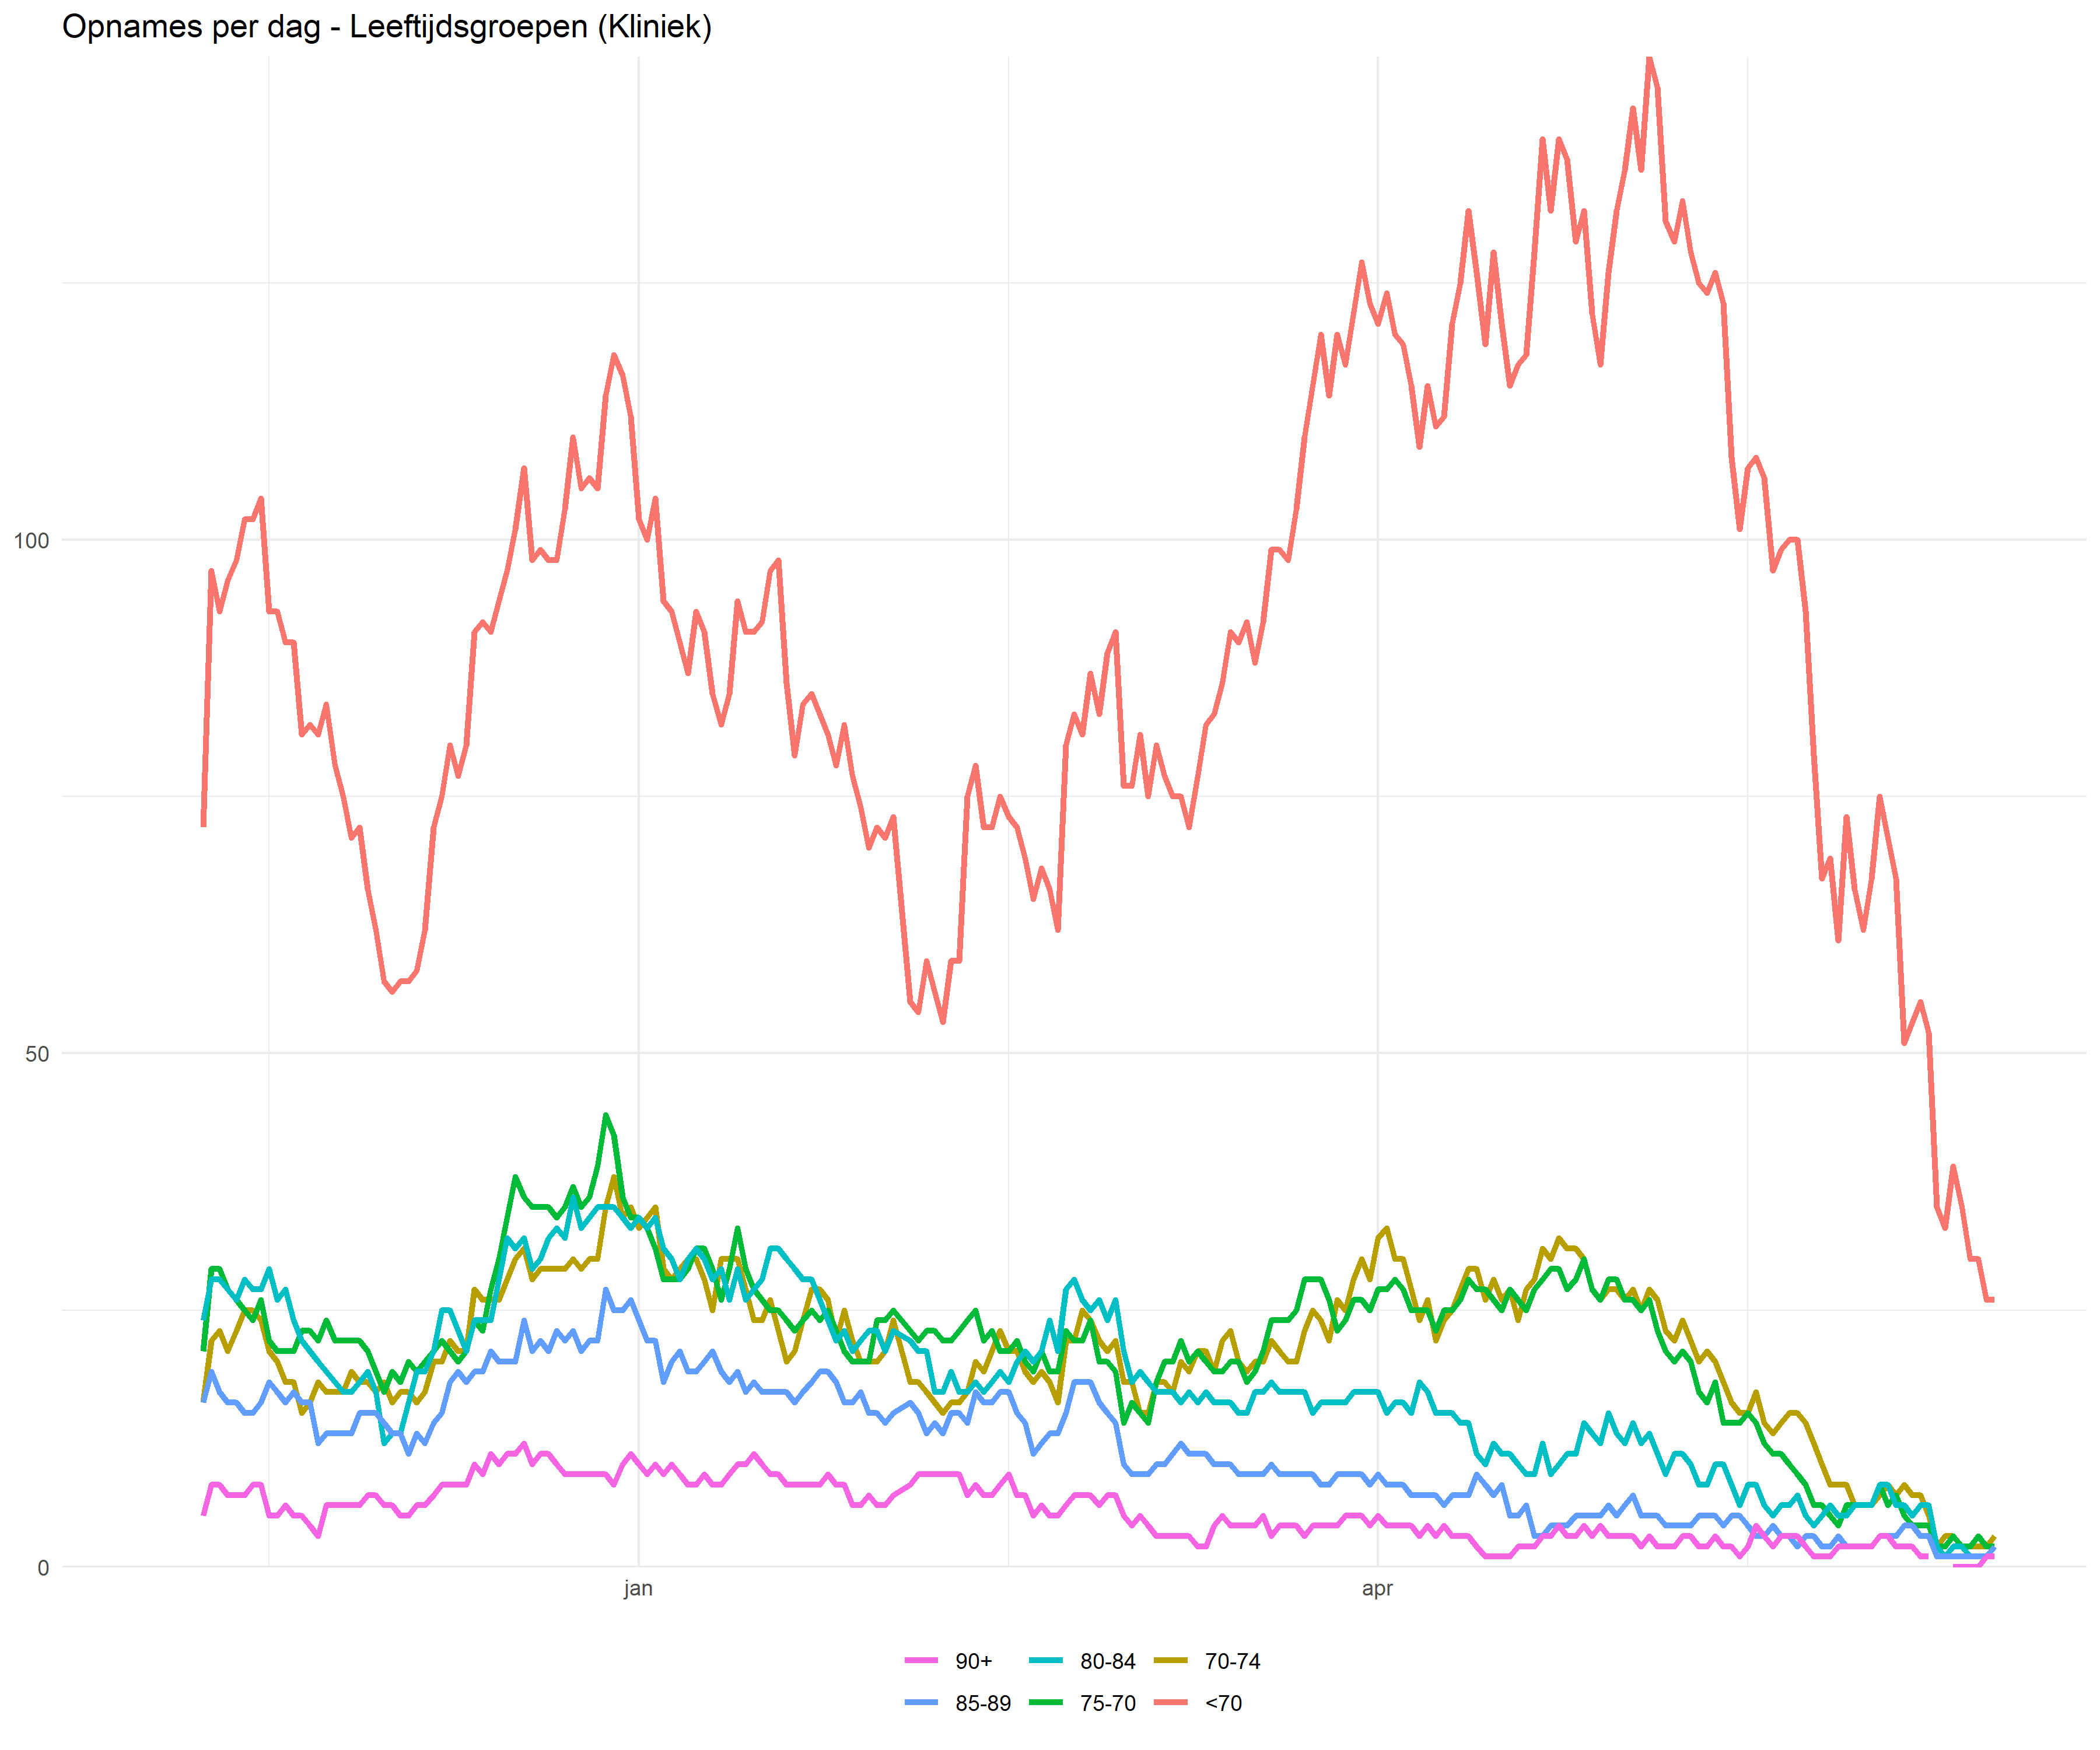 Opnames per dag - Leeftijdsgroepen (Kliniek)
100
50
0
jan
apr
90+ 80-84 70-74
85-89 75-70 <70